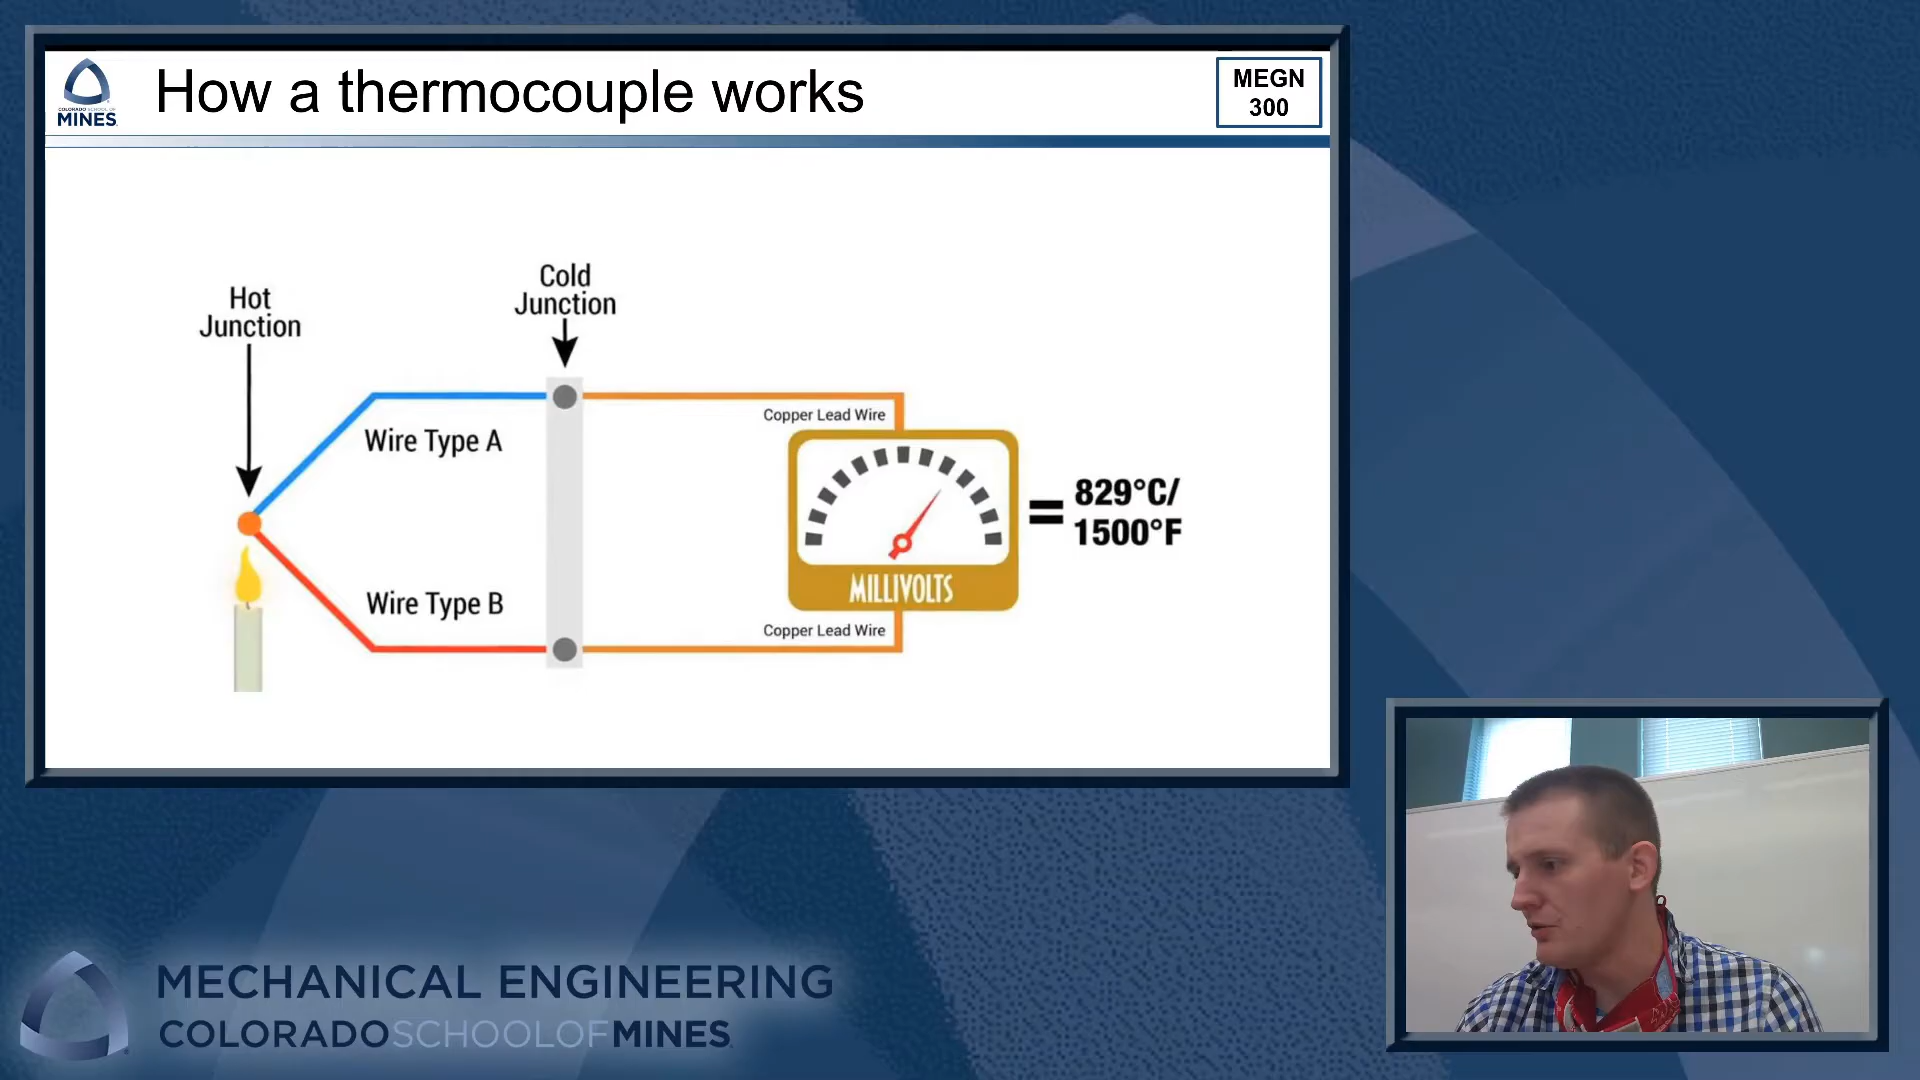 COLORADO SCHOOL OF
MINES
How a thermocouple works
MEGN
300
Hot
Junction
Cold
Junction
Wire Type A
Wire Type B
Copper Lead Wire
MILLIVOLTS
Copper Lead Wire
=
829°C/
1500°F
MECHANICAL ENGINEERING
COLORADOSCHOOLOFMINES